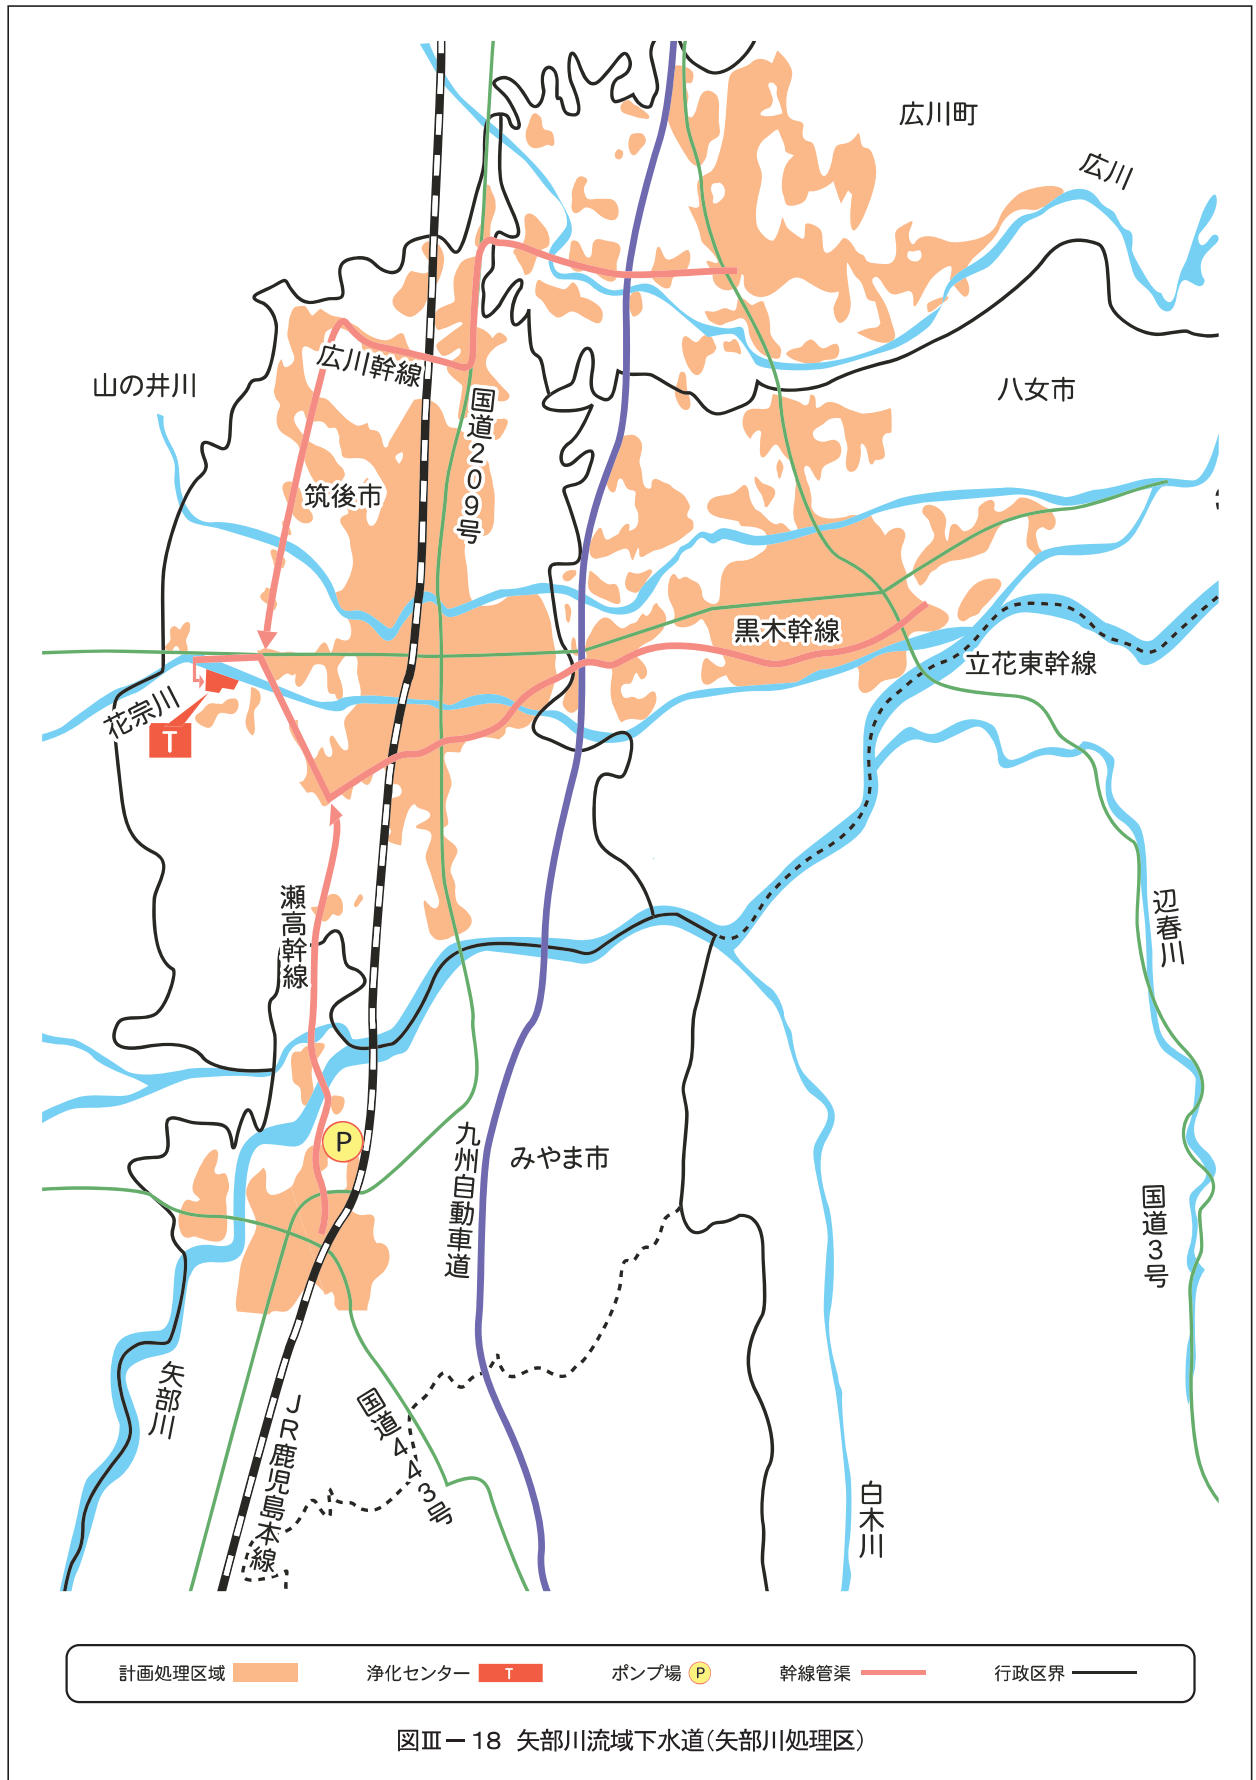 広川町
広川
山の井川
広川幹線
八女市
国道209号
筑後市
黒木幹線
立花東幹線
花宗川
T
瀬高幹線
辺春川
P
九州自動車道
みやま市
国道3号
矢部川
JR鹿児島本線
国道443号
白木川
計画処理区域
浄化センター T
ポンプ場 P
幹線管渠
行政区界
図Ⅲー18 矢部川流域下水道(矢部川処理区)